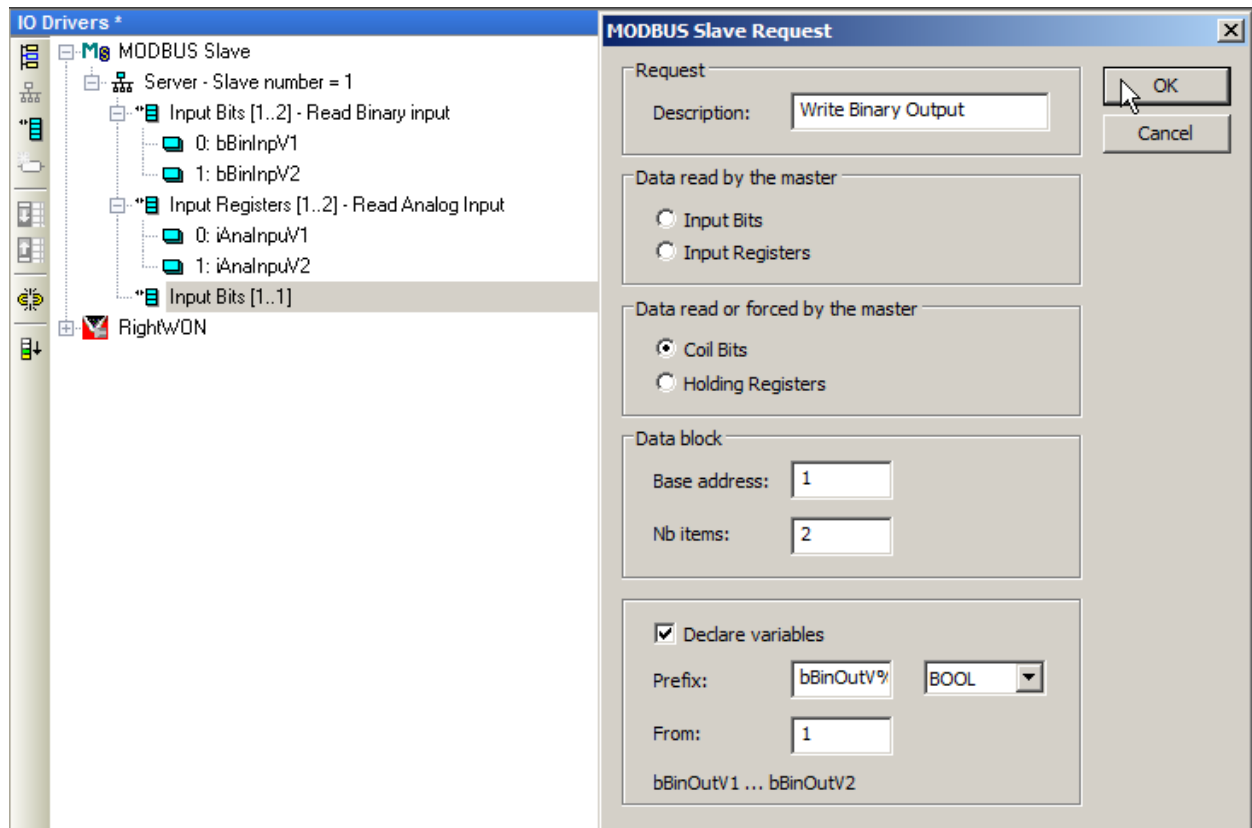 IO Drivers *
MODBUS Slave
Server - Slave number = 1
Input Bits [1..2] - Read Binary input
0: bBinInpV1
1: bBinInpV2
Input Registers [1..2] - Read Analog Input
0: iAnaInpuV1
1: iAnaInpuV2
Input Bits [1..1]
RightWON
MODBUS Slave Request
Request
Description: Write Binary Output
OK
Cancel
Data read by the master
Input Bits
Input Registers
Data read or forced by the master
Coil Bits
Holding Registers
Data block
Base address: 1
Nb items: 2
Declare variables
Prefix: bBinOutV% BOOL
From: 1
bBinOutV1 ... bBinOutV2